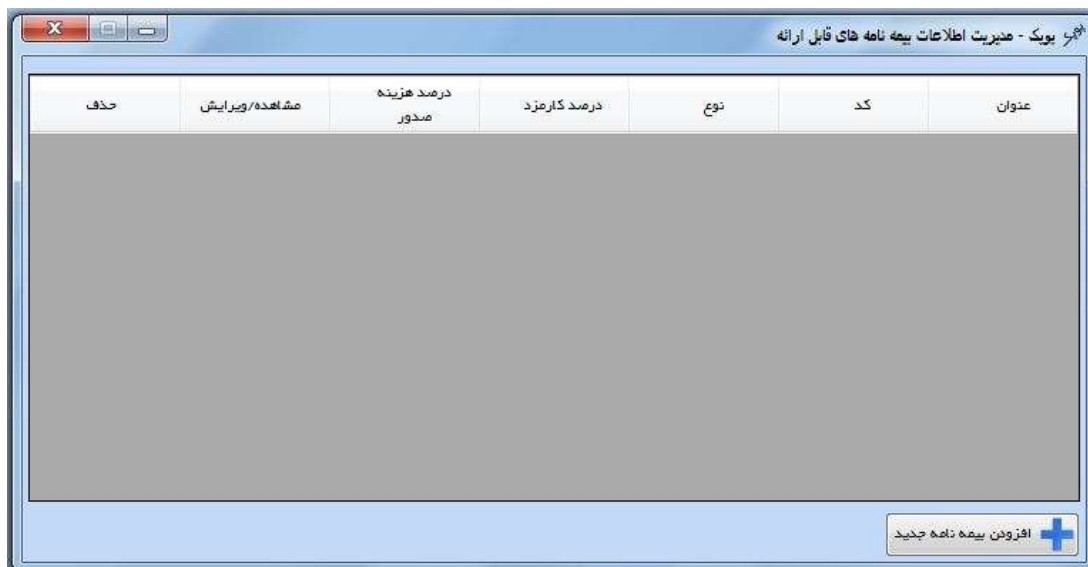 پوپک - مدیریت اطلاعات بیمه نامه های قابل ارائه
عنوان
کد
نوع
درصد کارمزد
درصد هزینه
صدور
مشاهده/ویرایش
حذف
افزودن بیمه نامه جدید